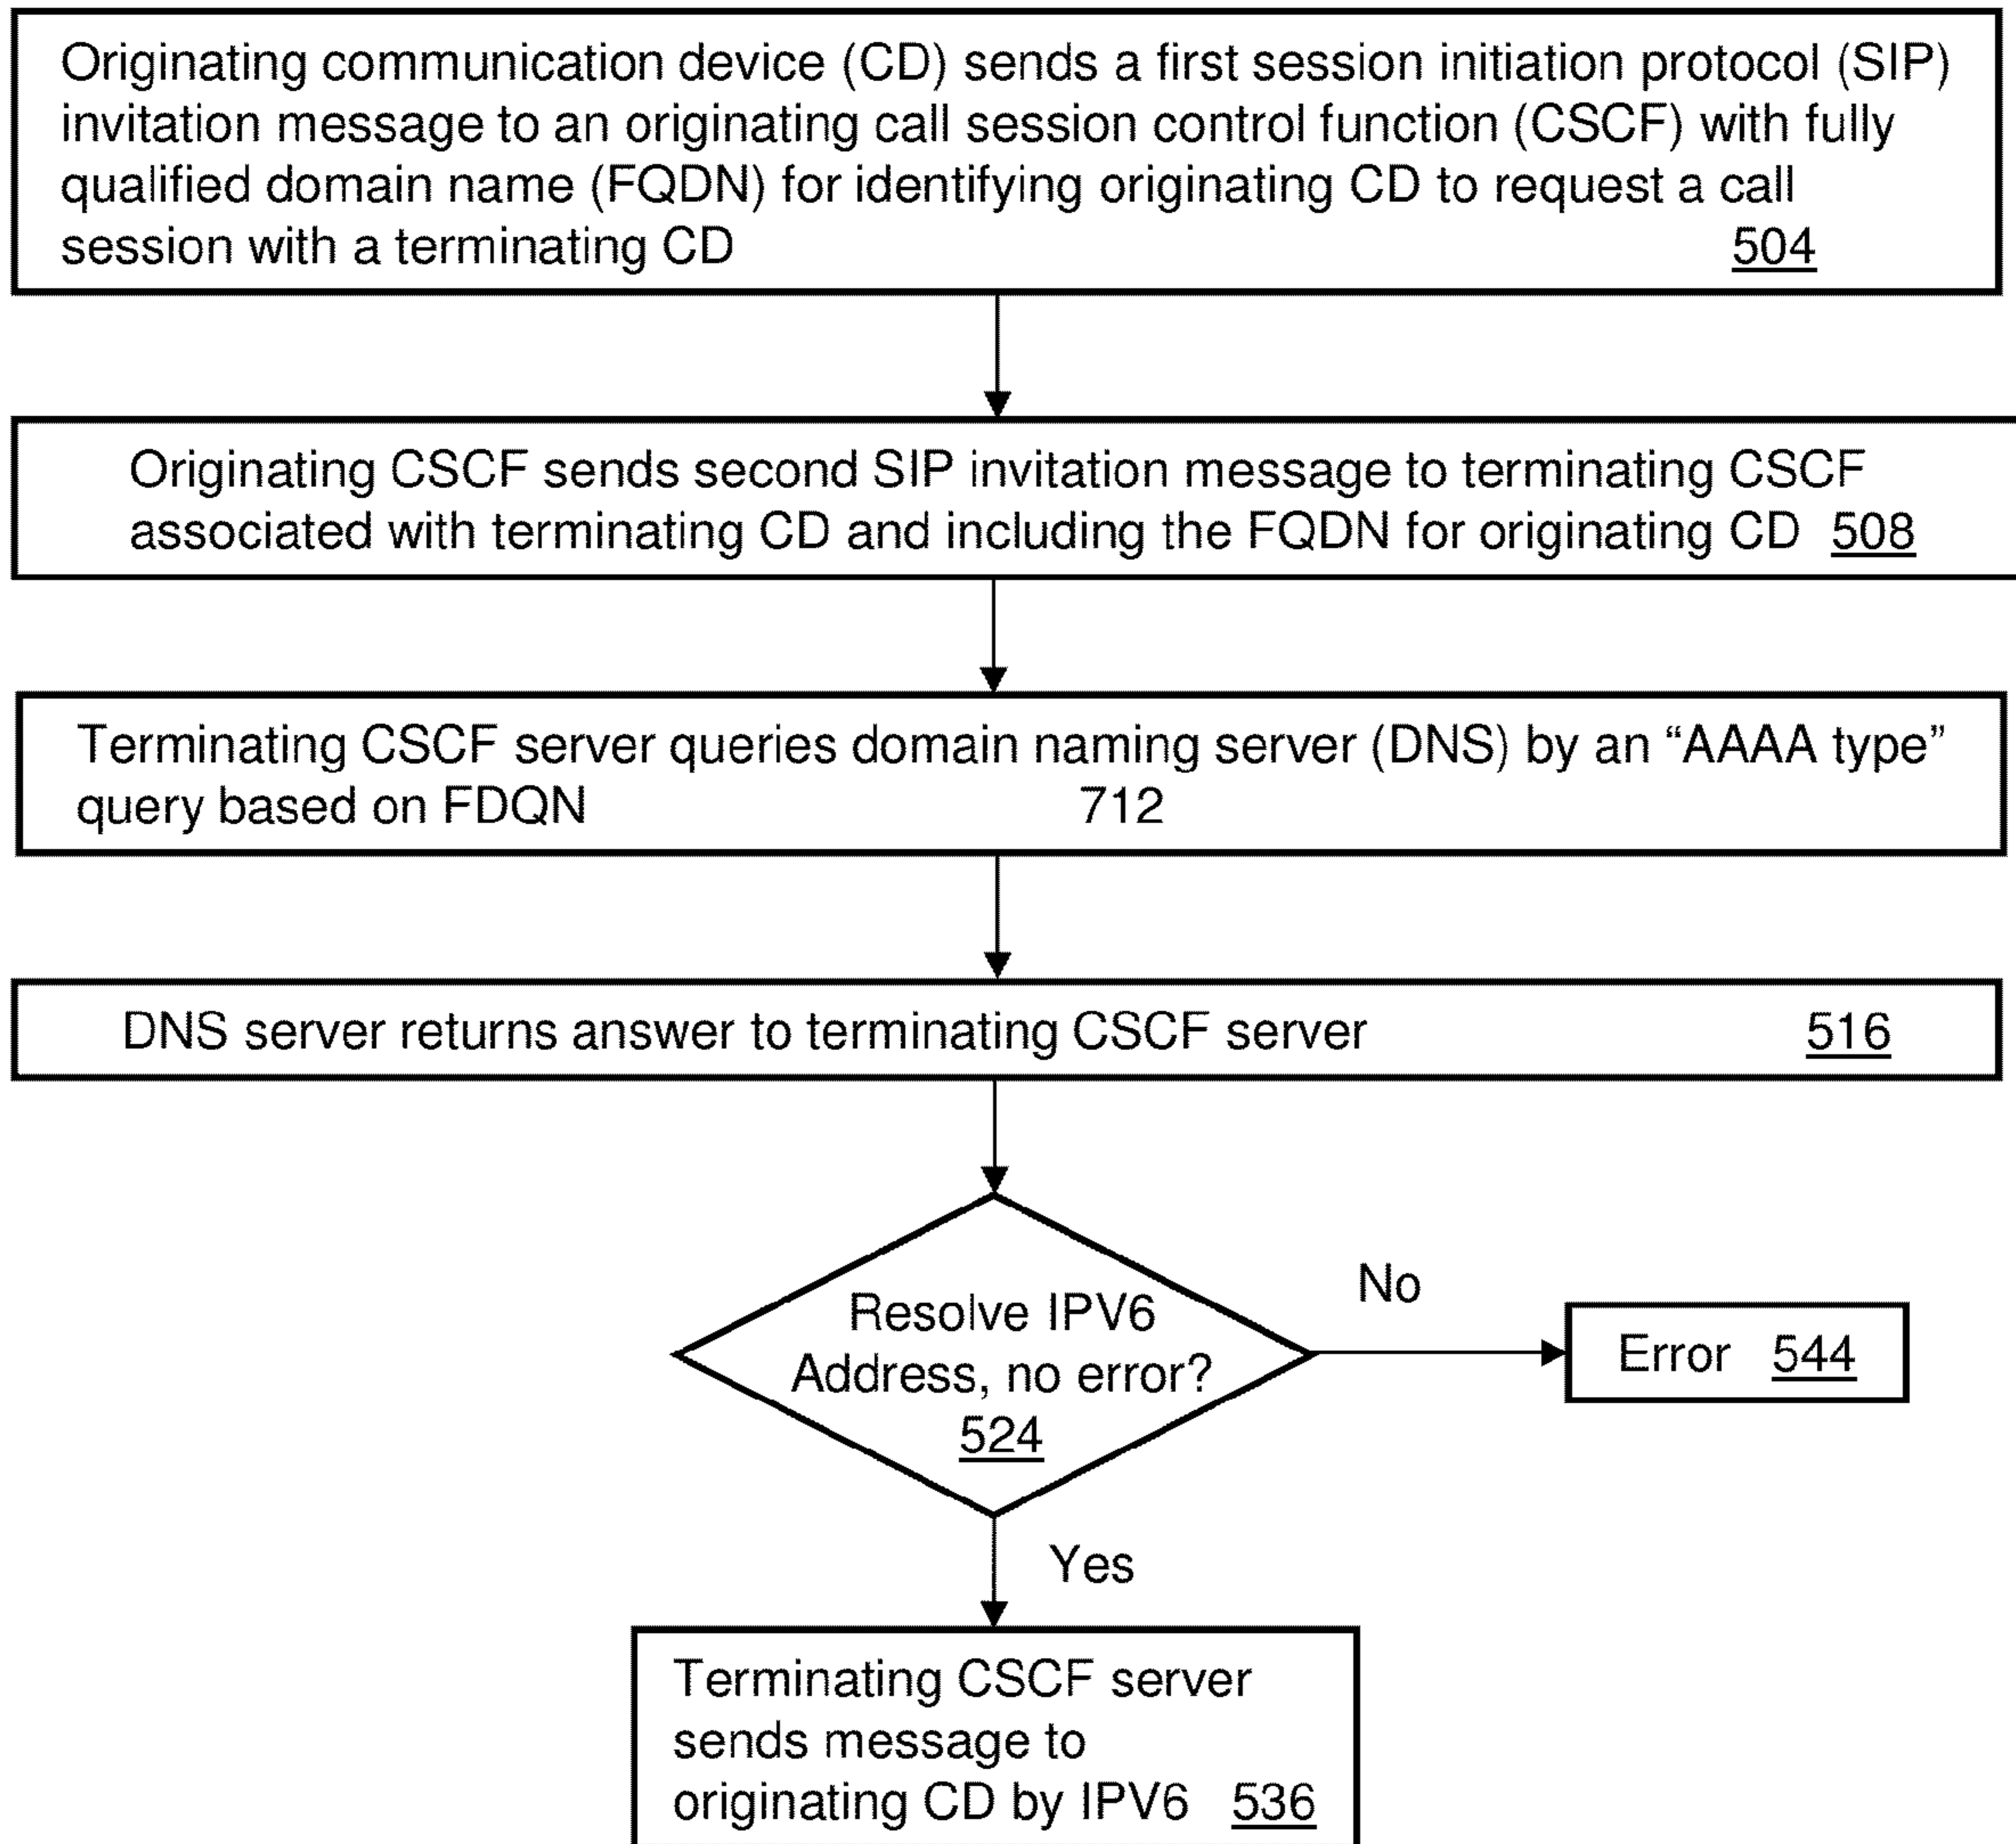 Originating communication device (CD) sends a first session initiation protocol (SIP)
invitation message to an originating call session control function (CSCF) with fully
qualified domain name (FQDN) for identifying originating CD to request a call
session with a terminating CD 504
Originating CSCF sends second SIP invitation message to terminating CSCF
associated with terminating CD and including the FQDN for originating CD 508
Terminating CSCF server queries domain naming server (DNS) by an “AAAA type”
query based on FDQN 712
DNS server returns answer to terminating CSCF server 516
Resolve IPV6
Address, no error?
524
No
Error 544
Yes
Terminating CSCF server
sends message to
originating CD by IPV6 536